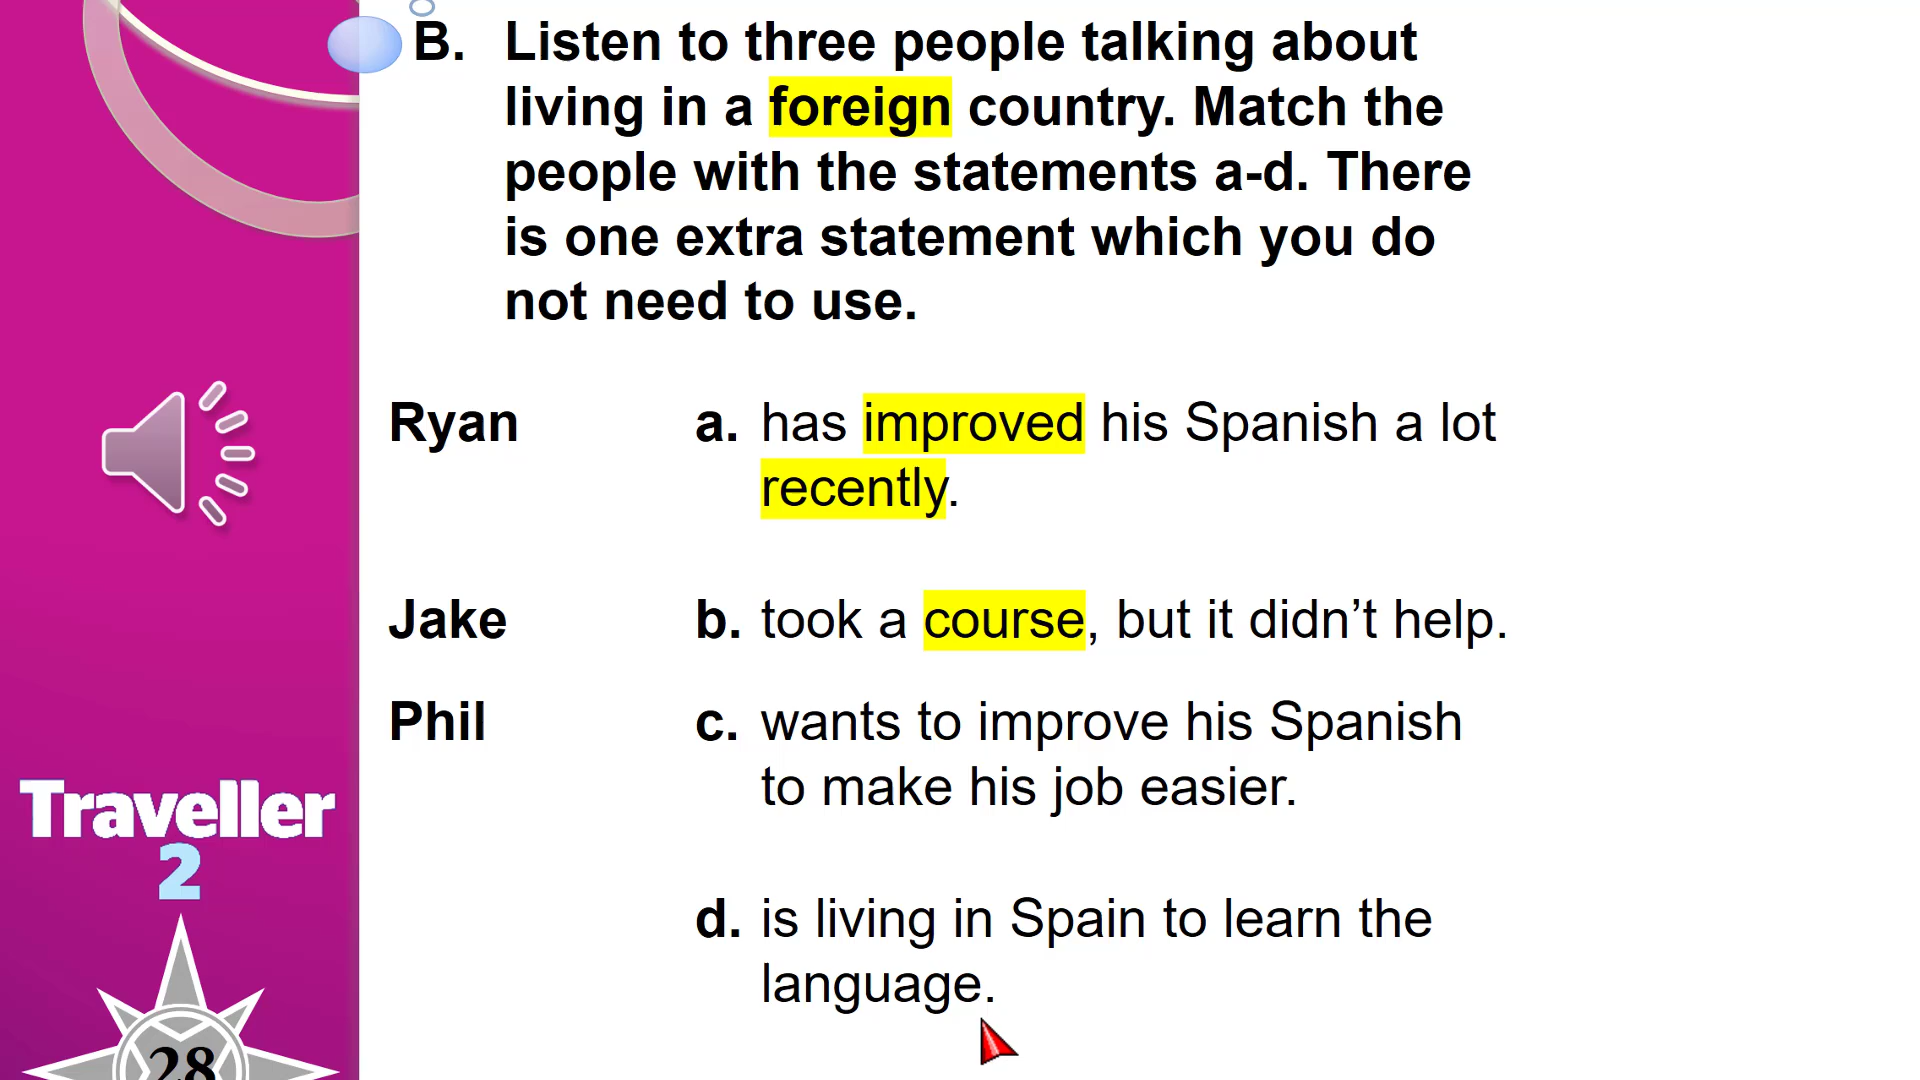 B. Listen to three people talking about
living in a foreign country. Match the
people with the statements a-d. There
is one extra statement which you do
not need to use.
Ryan a. has improved his Spanish a lot
recently.
Jake b. took a course, but it didn’t help.
Phil c. wants to improve his Spanish
to make his job easier.
d. is living in Spain to learn the
language.
Traveller
2
28